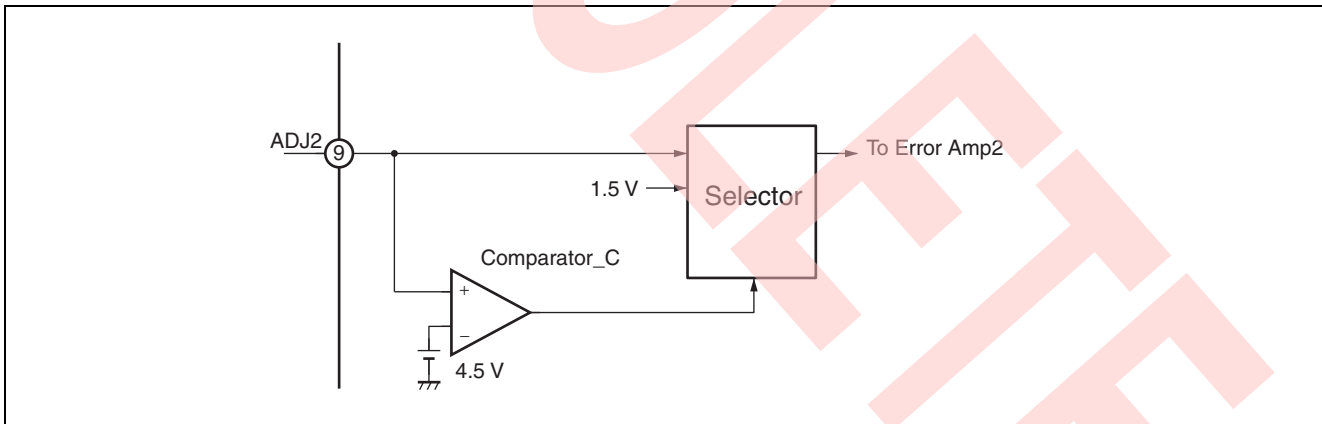 ADJ2
9
To Error Amp2
1.5 V
Selector
Comparator_C
+
−
4.5 V